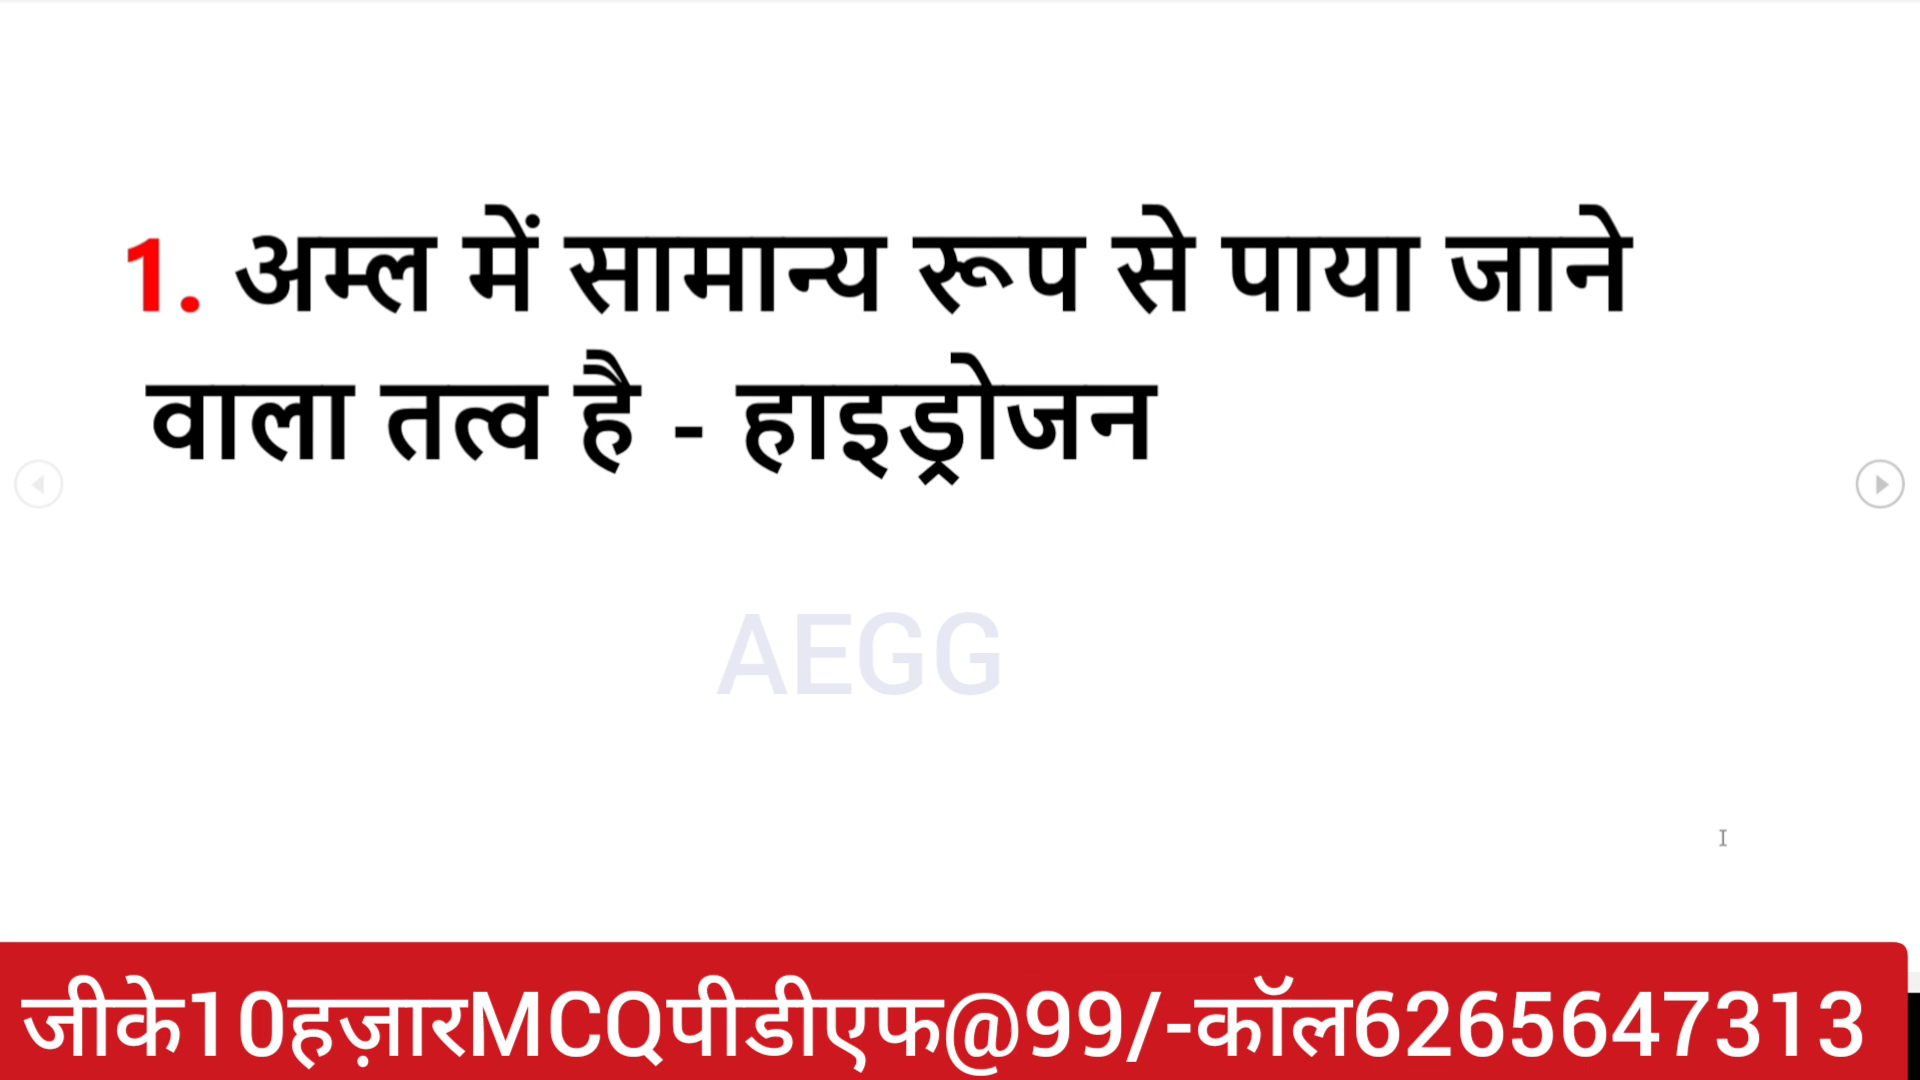 1. अम्ल में सामान्य रूप से पाया जाने
वाला तत्व है - हाइड्रोजन
AEGG
जीके10हज़ारMCQपीडीएफ@99/-कॉल6265647313